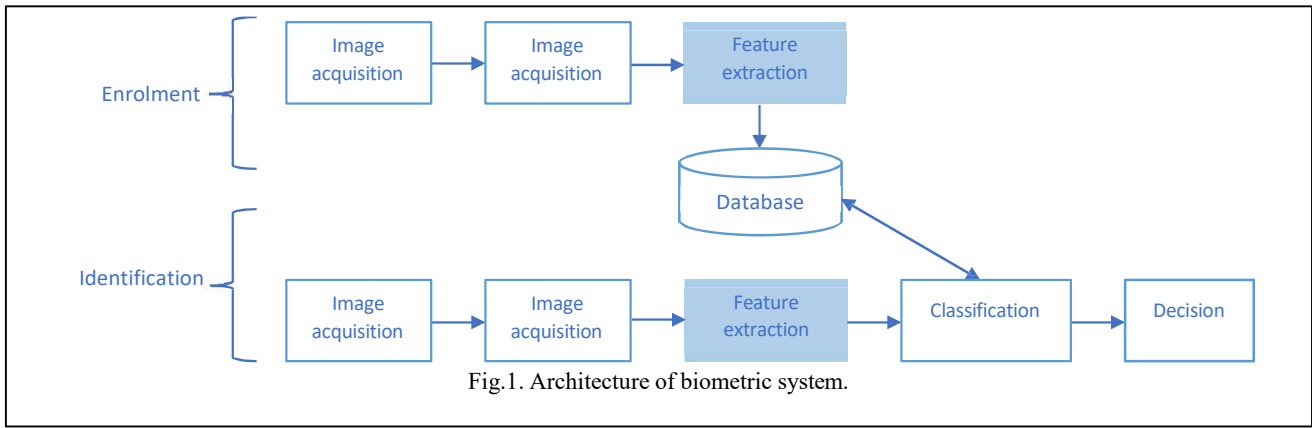 Enrolment
Image
acquisition
Image
acquisition
Feature
extraction
Database
Identification
Image
acquisition
Image
acquisition
Feature
extraction
Classification
Decision
Fig.1. Architecture of biometric system.